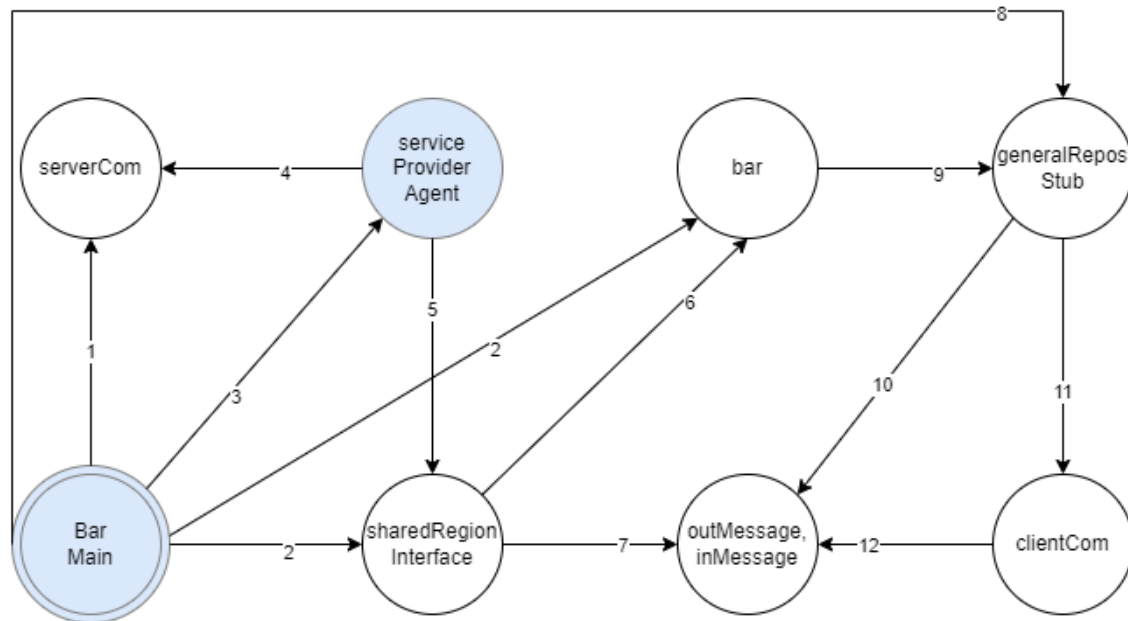 8
serverCom
service
Provider
Agent
bar
generalRepos
Stub
4
9
5
6
1
2
3
10
11
Bar
Main
2
sharedRegion
Interface
7
outMessage,
inMessage
12
clientCom